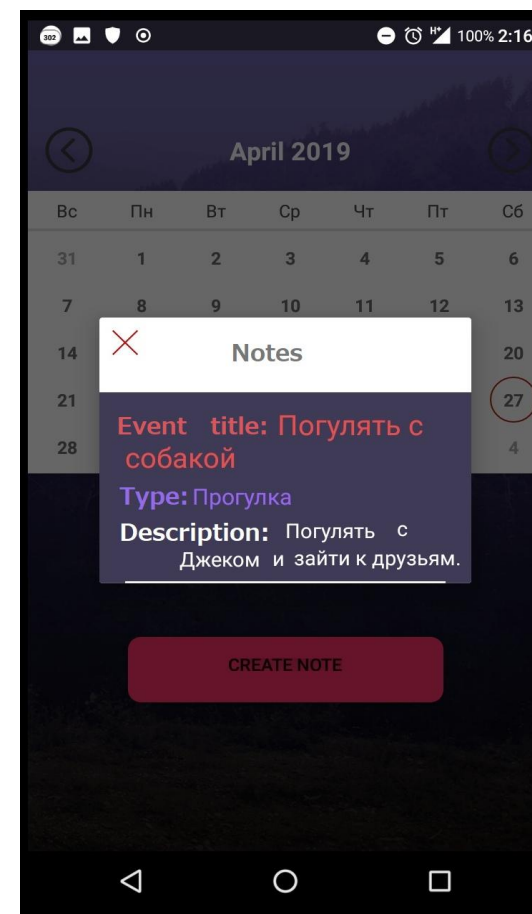 302 H+ 100% 2:16
April 2019
Вс Пн Вт Ср Чт Пт Сб
31 1 2 3 4 5 6
7 8 9 10 11 12 13
14 20
21 27
28 4
Notes
Event title: Погулять с
собакой
Type: Прогулка
Description: Погулять с
Джеком и зайти к друзьям.
CREATE NOTE